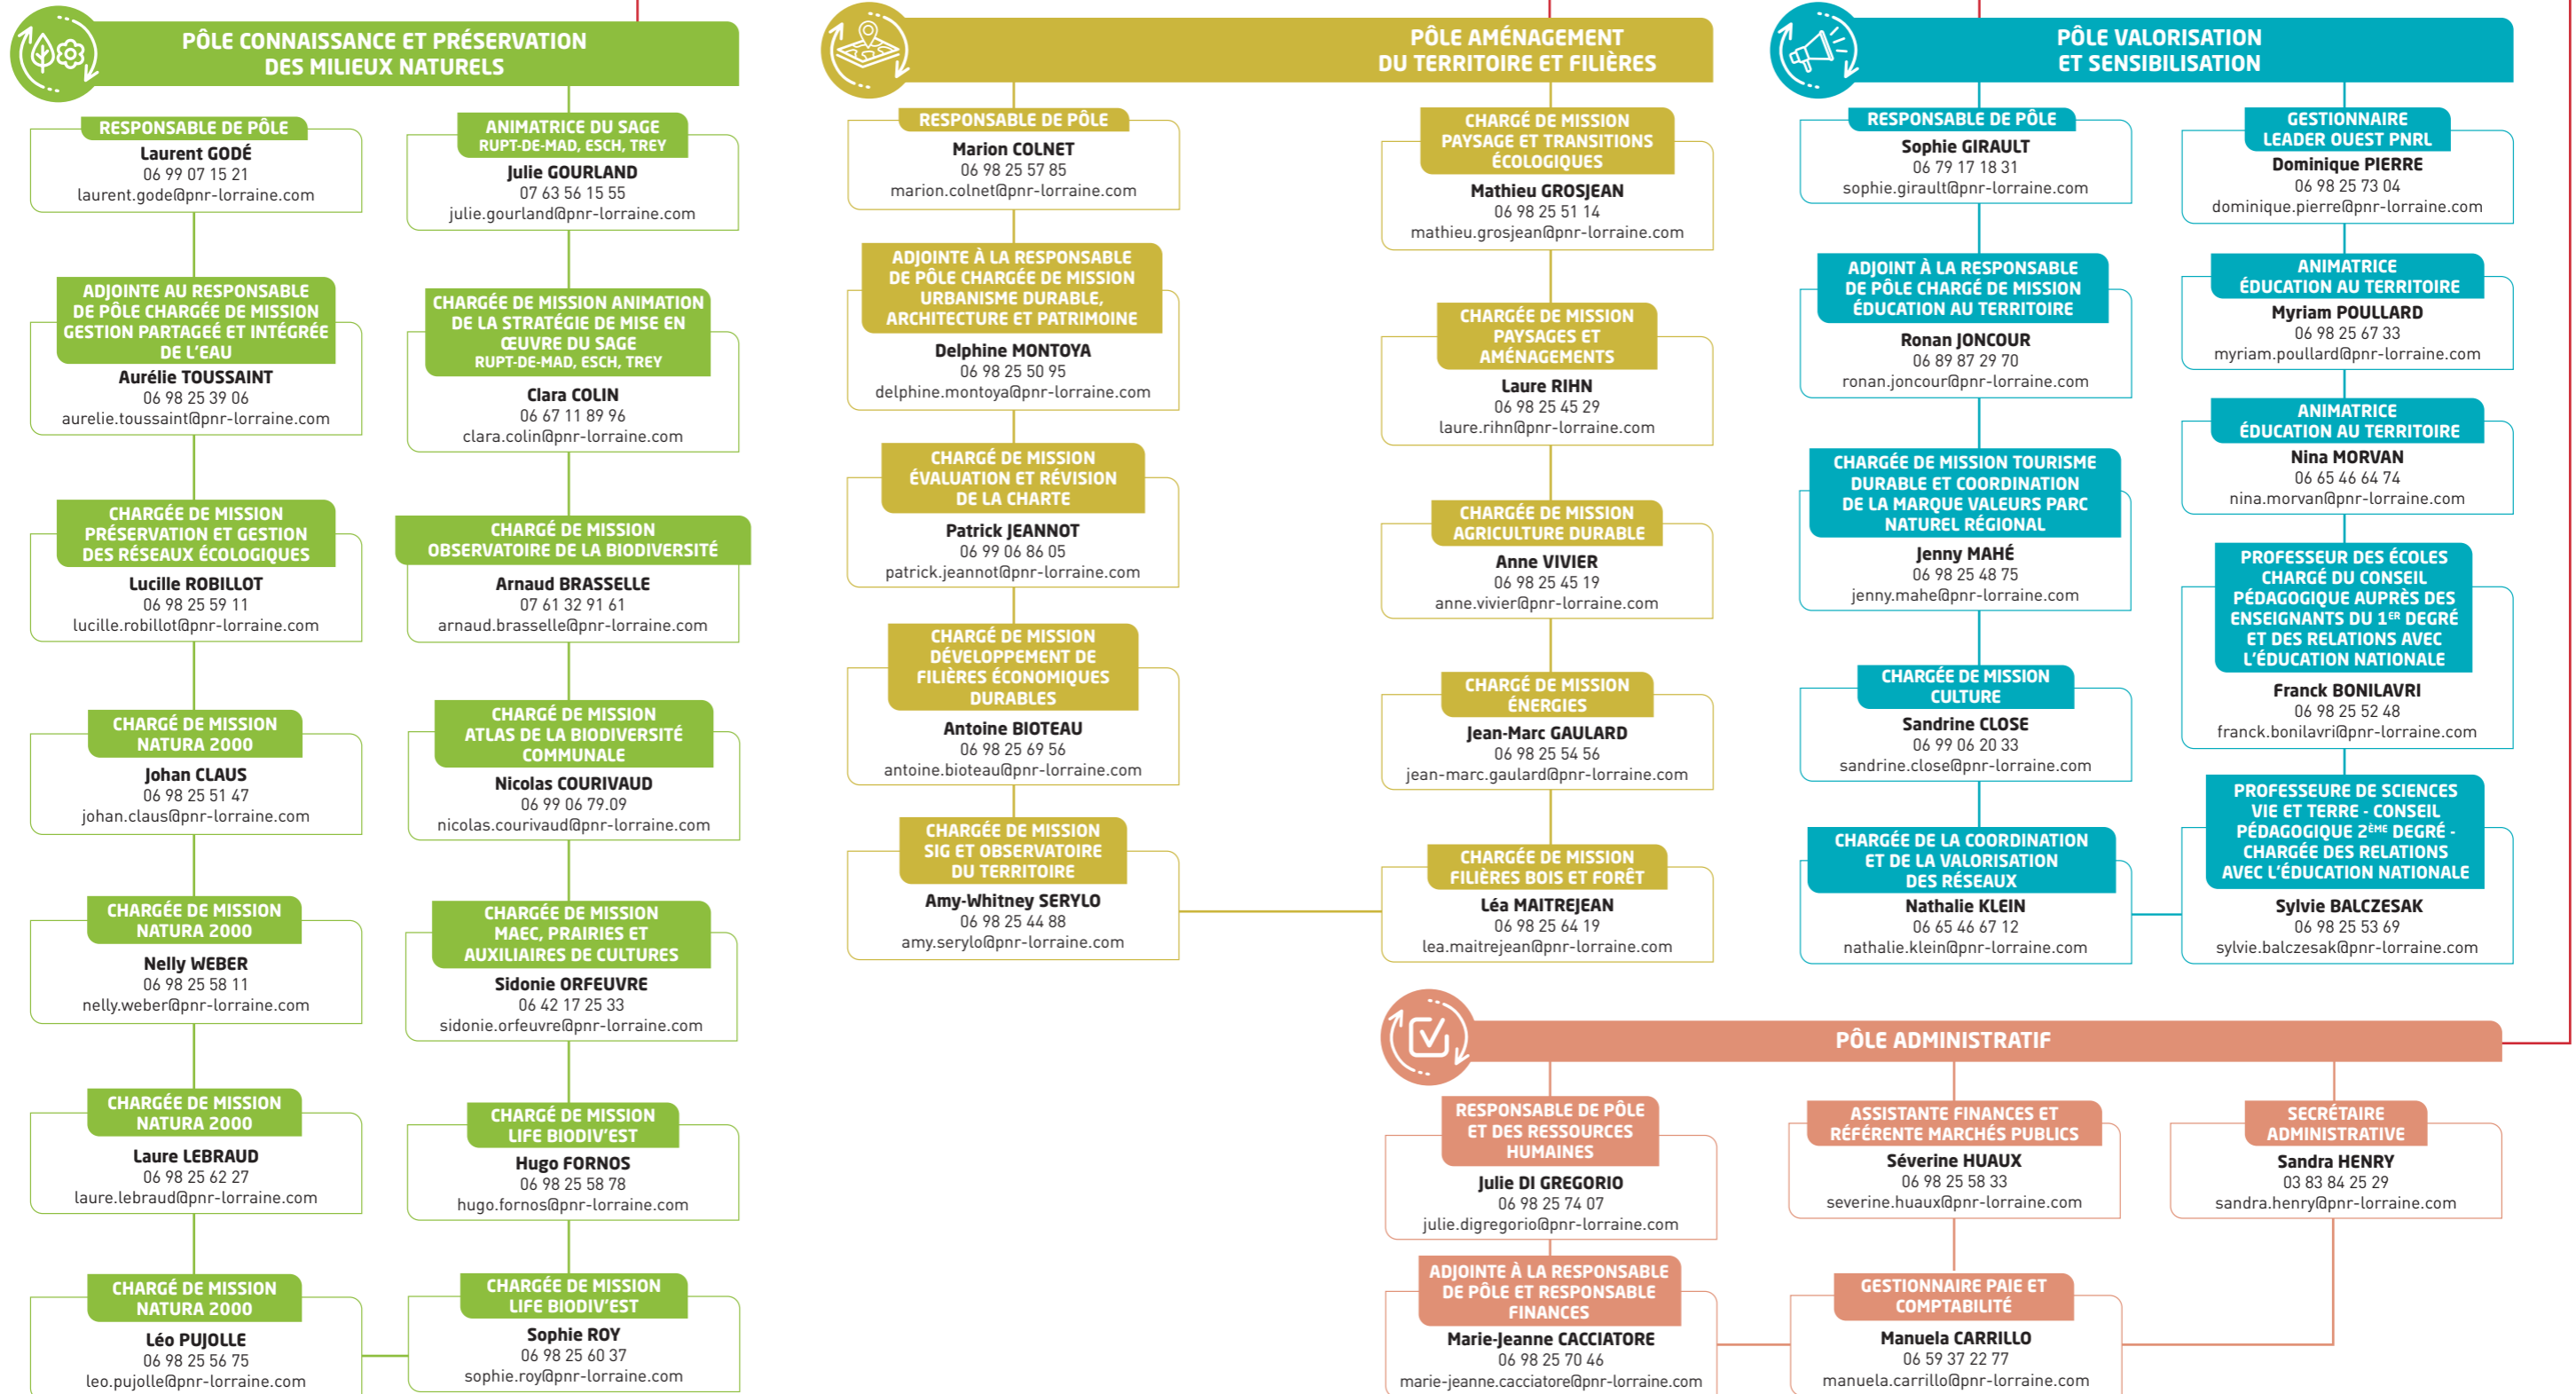 PÔLE CONNAISSANCE ET PRÉSERVATION
DES MILIEUX NATURELS
RESPONSABLE DE PÔLE
Laurent GODÉ
06 99 07 15 21
laurent.gode@pnr-lorraine.com
ADJOINTE AU RESPONSABLE
DE PÔLE CHARGÉE DE MISSION
GESTION PARTAGEÉ ET INTÉGRÉE
DE L'EAU
Aurélie TOUSSAINT
06 98 25 39 06
aurelie.toussaint@pnr-lorraine.com
CHARGÉE DE MISSION
PRÉSERVATION ET GESTION
DES RÉSEAUX ÉCOLOGIQUES
Lucille ROBILLOT
06 98 25 59 11
lucille.robillot@pnr-lorraine.com
CHARGÉ DE MISSION
NATURA 2000
Johan CLAUS
06 98 25 51 47
johan.claus@pnr-lorraine.com
CHARGÉE DE MISSION
NATURA 2000
Nelly WEBER
06 98 25 58 11
nelly.weber@pnr-lorraine.com
CHARGÉE DE MISSION
NATURA 2000
Laure LEBRAUD
06 98 25 62 27
laure.lebraud@pnr-lorraine.com
CHARGÉ DE MISSION
NATURA 2000
Léo PUJOLLE
06 98 25 56 75
leo.pujolle@pnr-lorraine.com
ANIMATRICE DU SAGE
RUPT-DE-MAD, ESCH, TREY
Julie GOURLAND
07 63 56 15 55
julie.gourland@pnr-lorraine.com
CHARGÉE DE MISSION ANIMATION
DE LA STRATÉGIE DE MISE EN
ŒUVRE DU SAGE
RUPT-DE-MAD, ESCH, TREY
Clara COLIN
06 67 11 89 96
clara.colin@pnr-lorraine.com
CHARGÉ DE MISSION
OBSERVATOIRE DE LA BIODIVERSITÉ
Arnaud BRASSELLE
07 61 32 91 61
arnaud.brasselle@pnr-lorraine.com
CHARGÉ DE MISSION
ATLAS DE LA BIODIVERSITÉ
COMMUNALE
Nicolas COURIVAUD
06 99 06 79.09
nicolas.courivaud@pnr-lorraine.com
CHARGÉE DE MISSION
MAEC, PRAIRIES ET
AUXILIAIRES DE CULTURES
Sidonie ORFEUVRE
06 42 17 25 33
sidonie.orfeuvre@pnr-lorraine.com
CHARGÉ DE MISSION
LIFE BIODIV'EST
Hugo FORNOS
06 98 25 58 78
hugo.fornos@pnr-lorraine.com
CHARGÉE DE MISSION
LIFE BIODIV'EST
Sophie ROY
06 98 25 60 37
sophie.roy@pnr-lorraine.com
PÔLE AMÉNAGEMENT
DU TERRITOIRE ET FILIÈRES
RESPONSABLE DE PÔLE
Marion COLNET
06 98 25 57 85
marion.colnet@pnr-lorraine.com
ADJOINTE À LA RESPONSABLE
DE PÔLE CHARGÉE DE MISSION
URBANISME DURABLE,
ARCHITECTURE ET PATRIMOINE
Delphine MONTOYA
06 98 25 50 95
delphine.montoya@pnr-lorraine.com
CHARGÉ DE MISSION
ÉVALUATION ET RÉVISION
DE LA CHARTE
Patrick JEANNOT
06 99 06 86 05
patrick.jeannot@pnr-lorraine.com
CHARGÉ DE MISSION
DÉVELOPPEMENT DE
FILIÈRES ÉCONOMIQUES
DURABLES
Antoine BIOTEAU
06 98 25 69 56
antoine.bioteau@pnr-lorraine.com
CHARGÉE DE MISSION
SIG ET OBSERVATOIRE
DU TERRITOIRE
Amy-Whitney SERYLO
06 98 25 44 88
amy.serylo@pnr-lorraine.com
CHARGÉ DE MISSION
PAYSAGE ET TRANSITIONS
ÉCOLOGIQUES
Mathieu GROSJEAN
06 98 25 51 14
mathieu.grosjean@pnr-lorraine.com
CHARGÉE DE MISSION
PAYSAGES ET
AMÉNAGEMENTS
Laure RIHN
06 98 25 45 29
laure.rihn@pnr-lorraine.com
CHARGÉE DE MISSION
AGRICULTURE DURABLE
Anne VIVIER
06 98 25 45 19
anne.vivier@pnr-lorraine.com
CHARGÉ DE MISSION
ÉNERGIES
Jean-Marc GAULARD
06 98 25 54 56
jean-marc.gaulard@pnr-lorraine.com
CHARGÉE DE MISSION
FILIÈRES BOIS ET FORÊT
Léa MAITREJEAN
06 98 25 64 19
lea.maitrejean@pnr-lorraine.com
PÔLE VALORISATION
ET SENSIBILISATION
RESPONSABLE DE PÔLE
Sophie GIRAULT
06 79 17 18 31
sophie.girault@pnr-lorraine.com
ADJOINT À LA RESPONSABLE
DE PÔLE CHARGÉ DE MISSION
ÉDUCATION AU TERRITOIRE
Ronan JONCOUR
06 89 87 29 70
ronan.joncour@pnr-lorraine.com
CHARGÉE DE MISSION TOURISME
DURABLE ET COORDINATION
DE LA MARQUE VALEURS PARC
NATUREL RÉGIONAL
Jenny MAHÉ
06 98 25 48 75
jenny.mahe@pnr-lorraine.com
CHARGÉE DE MISSION
CULTURE
Sandrine CLOSE
06 99 06 20 33
sandrine.close@pnr-lorraine.com
CHARGÉE DE LA COORDINATION
ET DE LA VALORISATION
DES RÉSEAUX
Nathalie KLEIN
06 65 46 67 12
nathalie.klein@pnr-lorraine.com
GESTIONNAIRE
LEADER OUEST PNRL
Dominique PIERRE
06 98 25 73 04
dominique.pierre@pnr-lorraine.com
ANIMATRICE
ÉDUCATION AU TERRITOIRE
Myriam POULLARD
06 98 25 67 33
myriam.poullard@pnr-lorraine.com
ANIMATRICE
ÉDUCATION AU TERRITOIRE
Nina MORVAN
06 65 46 64 74
nina.morvan@pnr-lorraine.com
PROFESSEUR DES ÉCOLES
CHARGÉ DU CONSEIL
PÉDAGOGIQUE AUPRÈS DES
ENSEIGNANTS DU 1ER DEGRÉ
ET DES RELATIONS AVEC
L'ÉDUCATION NATIONALE
Franck BONILAVRI
06 98 25 52 48
franck.bonilavri@pnr-lorraine.com
PROFESSEURE DE SCIENCES
VIE ET TERRE - CONSEIL
PÉDAGOGIQUE 2ÈME DEGRÉ -
CHARGÉE DES RELATIONS
AVEC L'ÉDUCATION NATIONALE
Sylvie BALCZESAK
06 98 25 53 69
sylvie.balczesak@pnr-lorraine.com
PÔLE ADMINISTRATIF
RESPONSABLE DE PÔLE
ET DES RESSOURCES
HUMAINES
Julie DI GREGORIO
06 98 25 74 07
julie.digregorio@pnr-lorraine.com
ADJOINTE À LA RESPONSABLE
DE PÔLE ET RESPONSABLE
FINANCES
Marie-Jeanne CACCIATORE
06 98 25 70 46
marie-jeanne.cacciatore@pnr-lorraine.com
ASSISTANTE FINANCES ET
RÉFÉRENTE MARCHÉS PUBLICS
Séverine HUAUX
06 98 25 58 33
severine.huaux@pnr-lorraine.com
GESTIONNAIRE PAIE ET
COMPTABILITÉ
Manuela CARRILLO
06 59 37 22 77
manuela.carrillo@pnr-lorraine.com
SECRÉTAIRE
ADMINISTRATIVE
Sandra HENRY
03 83 84 25 29
sandra.henry@pnr-lorraine.com